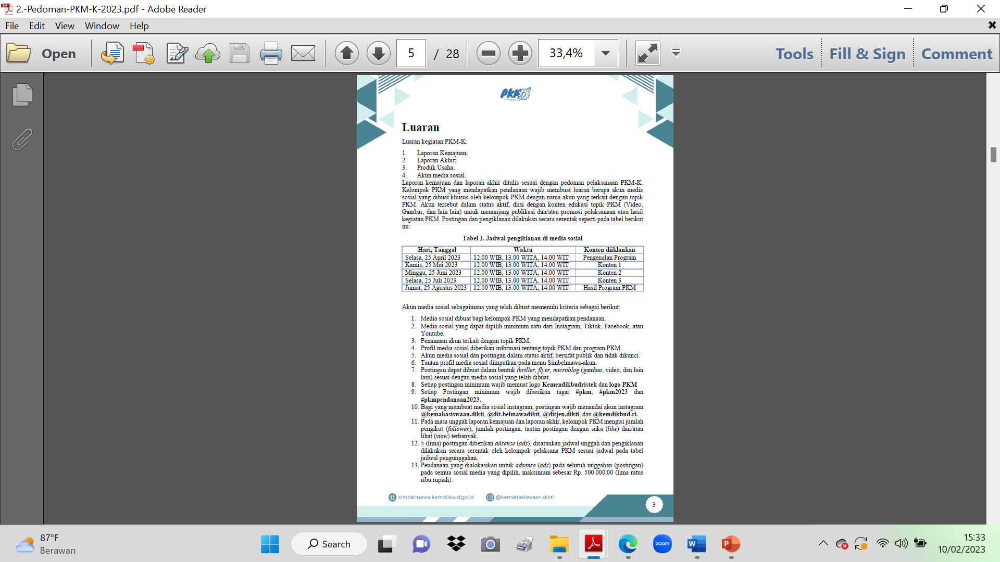 2.-Pedoman-PKM-K-2023.pdf - Adobe Reader
File Edit View Window Help
Open 5 / 28 33,4% Tools Fill & Sign Comment
PKK
Luaran
Luaran kegiatan PKM-K:
1. Laporan Kemajuan;
2. Laporan Akhir;
3. Produk Usaha;
4. Akun media sosial.
Laporan kemajuan dan laporan akhir ditulis sesuai dengan pedoman pelaksanaan PKM-K.
Kelompok PKM yang mendapatkan pendanaan wajib membuat luaran berupa akun media
sosial yang dibuat khusus oleh kelompok PKM dengan nama akun yang terkait dengan topik
PKM. Akun tersebut dalam status aktif, diisi dengan konten edukasi topik PKM (Video,
Gambar, dan lain lain) untuk menunjang publikasi dan/atau promosi pelaksanaan atau hasil
kegiatan PKM. Postingan dan pengiklanan dilakukan secara serentak seperti pada tabel berikut
ini:
Tabel 1. Jadwal pengiklanan di media sosial
Hari, Tanggal Waktu Konten diiklankan
Selasa, 25 April 2023 12.00 WIB, 13.00 WITA, 14.00 WIT Pengenalan Program
Kamis, 25 Mei 2023 12.00 WIB, 13.00 WITA, 14.00 WIT Konten 1
Minggu, 25 Juni 2023 12.00 WIB, 13.00 WITA, 14.00 WIT Konten 2
Selasa, 25 Juli 2023 12.00 WIB, 13.00 WITA, 14.00 WIT Konten 3
Jumat, 25 Agustus 2023 12.00 WIB, 13.00 WITA, 14.00 WIT Hasil Program PKM
Akun media sosial sebagaimana yang telah dibuat memenuhi kriteria sebagai berikut:
1. Media sosial dibuat bagi kelompok PKM yang mendapatkan pendanaan.
2. Media sosial yang dapat dipilih minimum satu dari Instagram, Tiktok, Facebook, atau
Youtube.
3. Penamaan akun terkait dengan topik PKM.
4. Profil media sosial diberikan informasi tentang topik PKM dan program PKM.
5. Akun media sosial dan postingan dalam status aktif, bersifat publik dan tidak dikunci.
6. Tautan profil media sosial diinputkan pada menu Simbelmawa-akun.
7. Postingan dapat dibuat dalam bentuk thriller, flyer, microblog (gambar, video, dan lain
lain) sesuai dengan media sosial yang telah dibuat.
8. Setiap postingan minimum wajib memuat logo Kemendikbudristek dan logo PKM
9. Setiap Postingan minimum wajib diberikan tagar #pkm, #pkm2023 dan
#pkmpendanaan2023.
10. Bagi yang membuat media sosial instagram, postingan wajib menandai akun instagram
@kemahasiswaan.dikti, @dit.belmawadikti, @ditjen.dikti, dan @kemdikbud.ri.
11. Pada masa unggah laporan kemajuan dan laporan akhir, kelompok PKM mengisi jumlah
pengikut (follower), jumlah postingan, tautan postingan dengan suka (like) dan/atau
lihat (view) terbanyak.
12. 5 (lima) postingan diberikan adsense (ads), disarankan jadwal unggah dan pengiklanan
dilakukan secara serentak oleh kelompok pelaksana PKM sesuai jadwal pada tabel
jadwal pengunggahan.
13. Pendanaan yang dialokasikan untuk adsense (ads) pada seluruh unggahan (postingan)
pada semua sosial media yang dipilih, maksimum sebesar Rp. 500.000,00 (lima ratus
ribu rupiah).
simbelmawa.kemdikbud.go.id @kemahasiswaan.dikti
3
87°F
Berawan
Search
zoom
15:33
10/02/2023